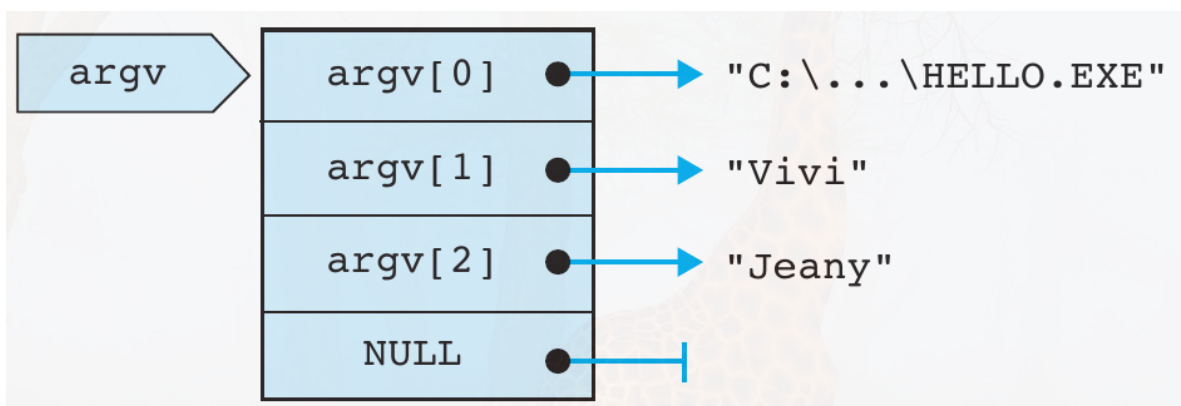 argv argv[0] "C:\...\HELLO.EXE"
argv[1] "Vivi"
argv[2] "Jeany"
NULL